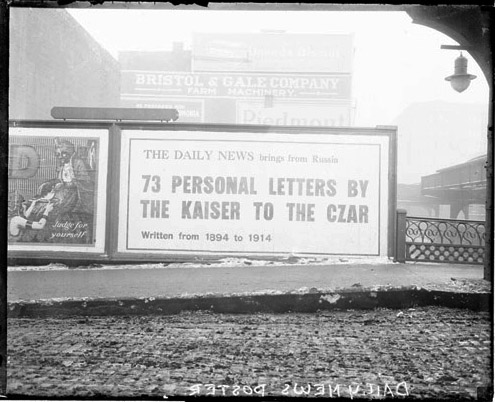 BRISTOL & GALE COMPANY
FARM MACHINERY.
Piedmont
THE DAILY NEWS brings from Russia
73 PERSONAL LETTERS BY
THE KAISER TO THE CZAR
Written from 1894 to 1914
Judge for
yourself
DAILY NEWS POSTER